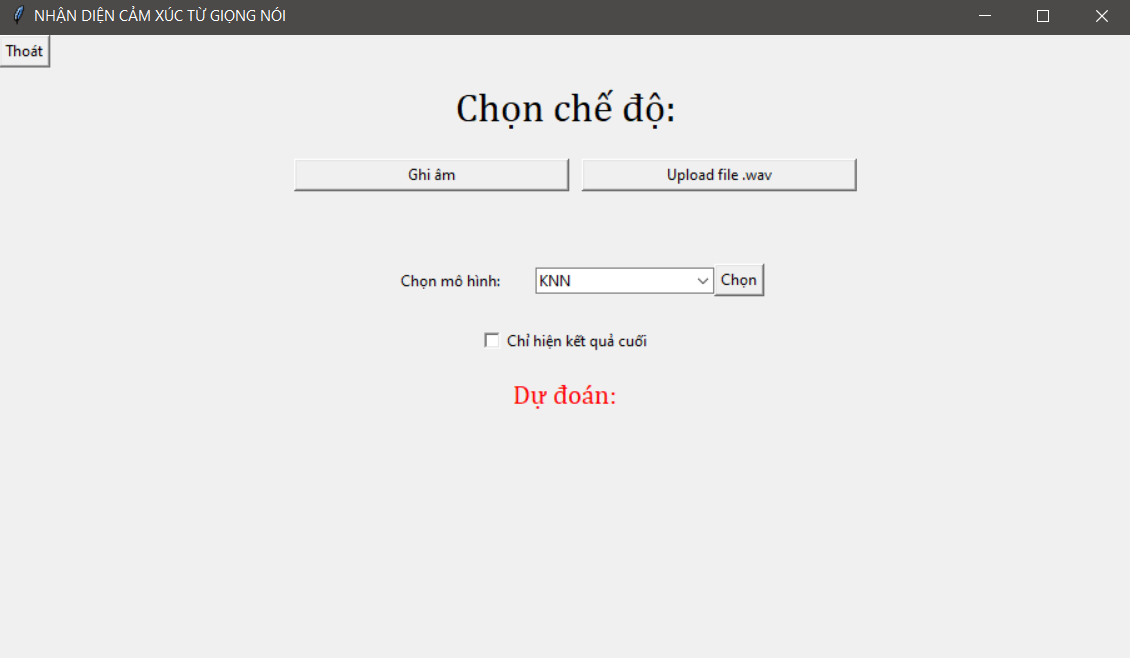 NHẬN DIỆN CẢM XÚC TỪ GIỌNG NÓI
Thoát
Chọn chế độ:
Ghi âm
Upload file .wav
Chọn mô hình:
KNN
Chọn
Chỉ hiện kết quả cuối
Dự đoán: